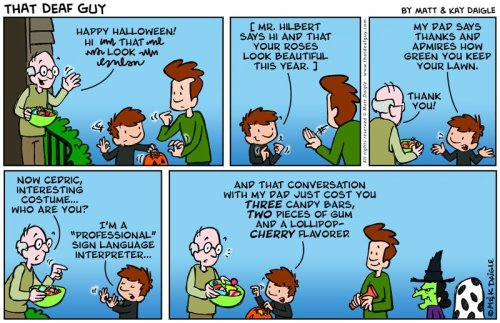 THAT DEAF GUY
BY MATT & KAY DAIGLE
HAPPY HALLOWEEN!
HI THAT
LOOK
[ MR. HILBERT
SAYS HI AND THAT
YOUR ROSES
LOOK BEAUTIFUL
THIS YEAR. ]
All rights reserved © Matt Daigle - www.thatdeafguy.com
MY DAD SAYS
THANKS AND
ADMIRES HOW
GREEN YOU KEEP
YOUR LAWN.
THANK
YOU!
NOW CEDRIC,
INTERESTING
COSTUME...
WHO ARE YOU?
I'M A
"PROFESSIONAL"
SIGN LANGUAGE
INTERPRETER...
AND THAT CONVERSATION
WITH MY DAD JUST COST YOU
THREE CANDY BARS,
TWO PIECES OF GUM
AND A LOLLIPOP-
CHERRY FLAVORED.